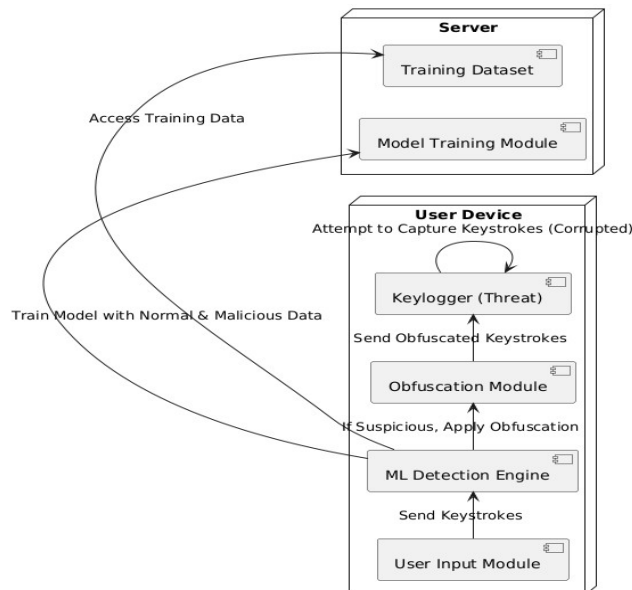 Server
Training Dataset
Access Training Data
Model Training Module
User Device
Attempt to Capture Keystrokes (Corrupted)
Keylogger (Threat)
Train Model with Normal & Malicious Data
Send Obfuscated Keystrokes
Obfuscation Module
If Suspicious, Apply Obfuscation
ML Detection Engine
Send Keystrokes
User Input Module